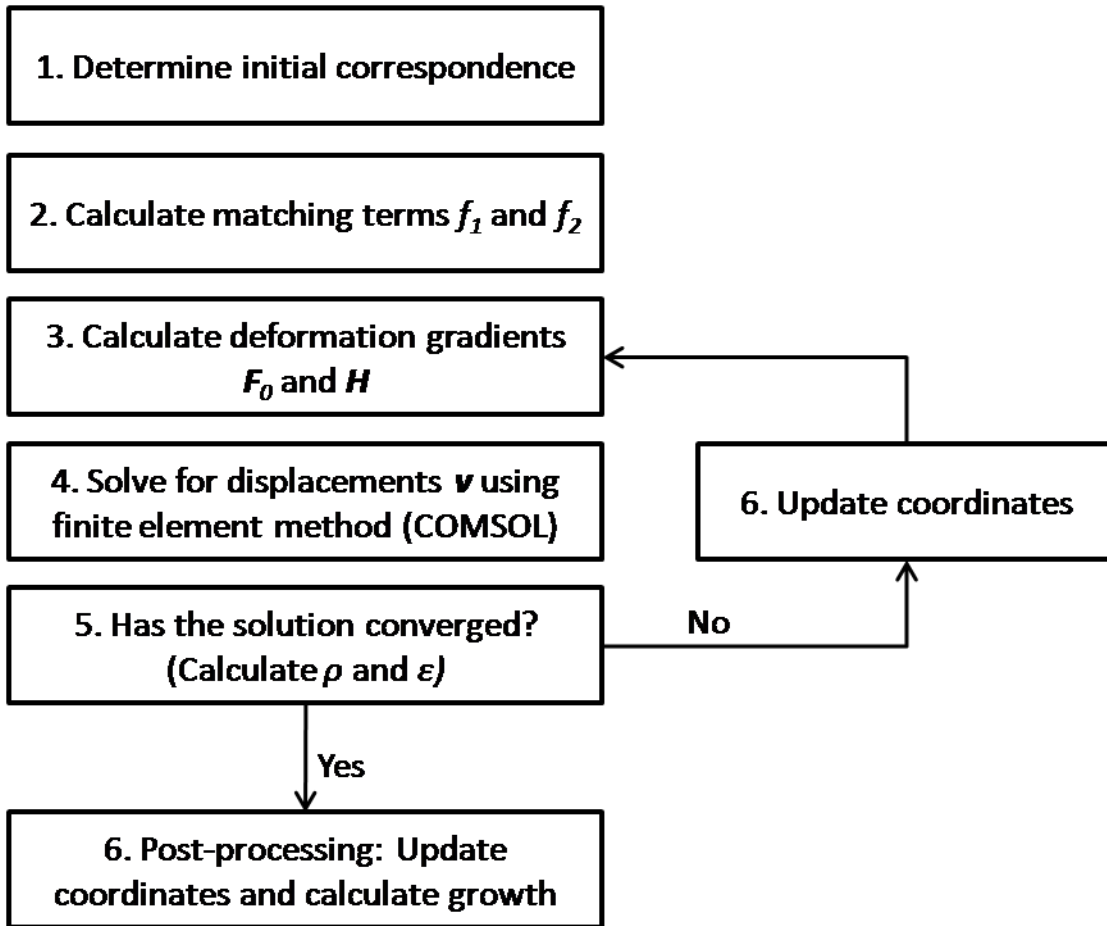 1. Determine initial correspondence
2. Calculate matching terms f1 and f2
3. Calculate deformation gradients
F0 and H
4. Solve for displacements v using
finite element method (COMSOL)
6. Update coordinates
5. Has the solution converged?
(Calculate ρ and ε)
No
Yes
6. Post-processing: Update
coordinates and calculate growth